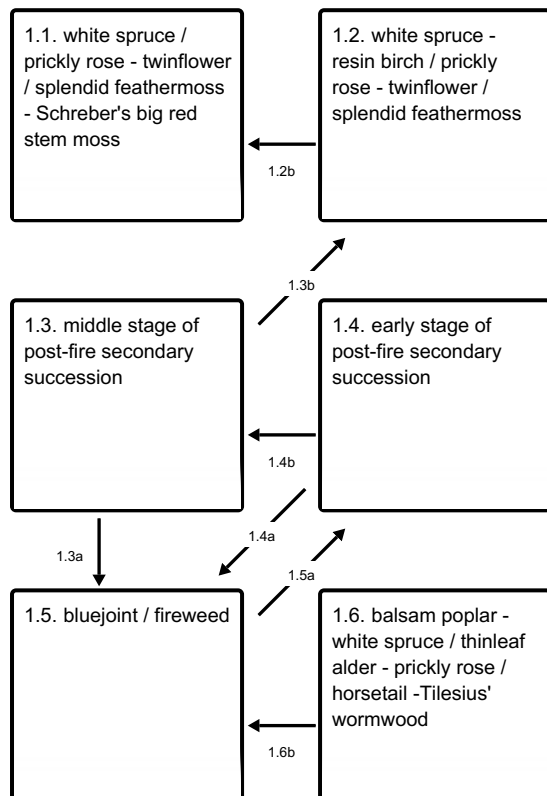 1.1. white spruce /
prickly rose - twinflower
/ splendid feathermoss
- Schreber's big red
stem moss
1.2. white spruce -
resin birch / prickly
rose - twinflower /
splendid feathermoss
1.2b
1.3b
1.3. middle stage of
post-fire secondary
succession
1.4. early stage of
post-fire secondary
succession
1.4b
1.3a
1.4a
1.5a
1.5. bluejoint / fireweed
1.6. balsam poplar -
white spruce / thinleaf
alder - prickly rose /
horsetail -Tilesius'
wormwood
1.6b